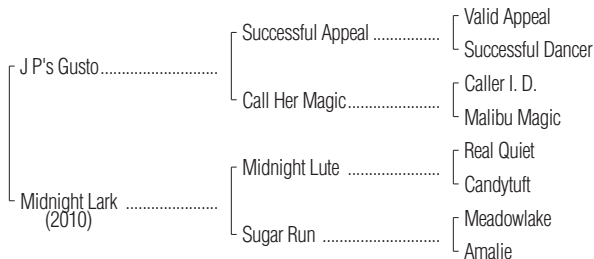 Valid Appeal
Successful Appeal ................
Successful Dancer
J P's Gusto............................
Caller I. D.
Call Her Magic......................
Malibu Magic
Real Quiet
Midnight Lute ......................
Candytuft
Midnight Lark ......................
(2010)
Meadowlake
Sugar Run ............................
Amalie